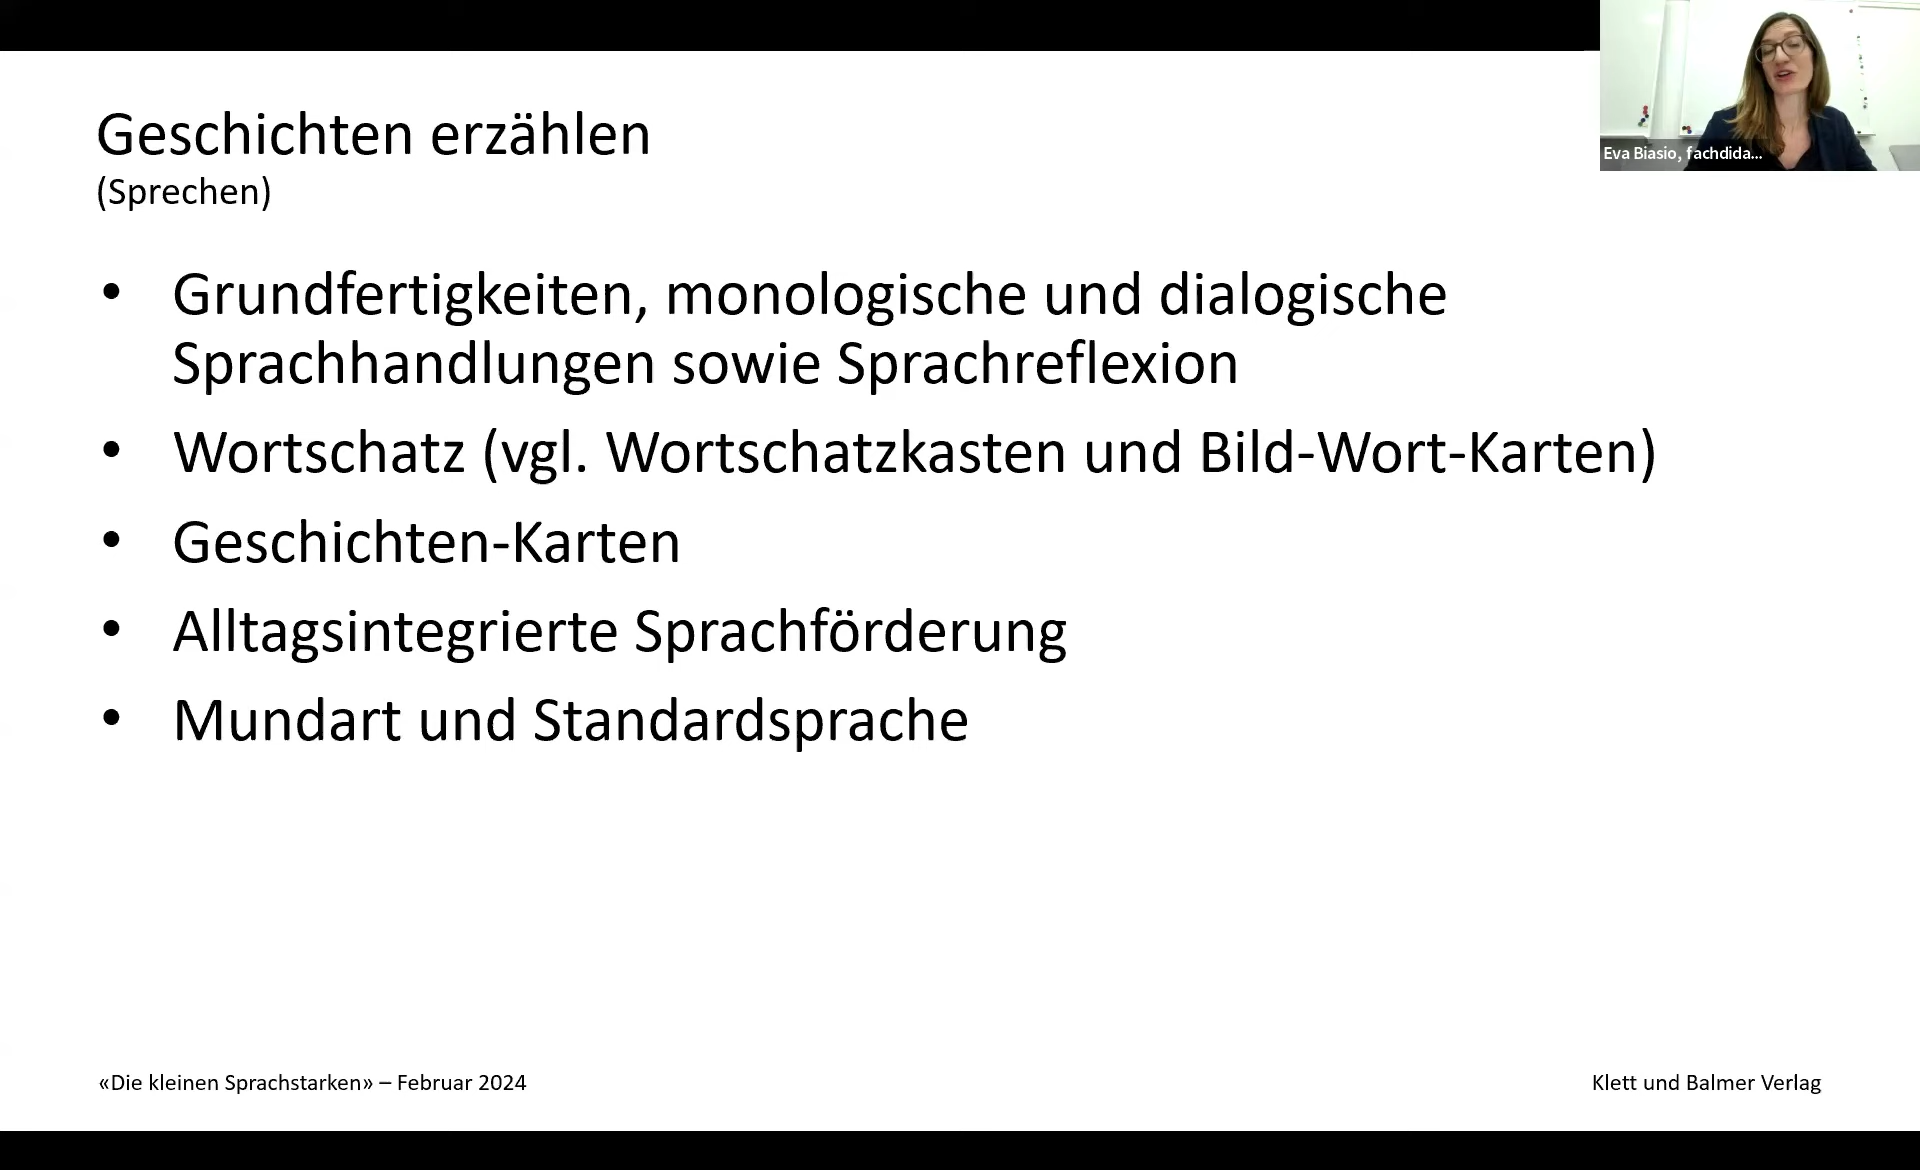 Geschichten erzählen
(Sprechen)
Eva Biasio, fachdida...
• Grundfertigkeiten, monologische und dialogische
Sprachhandlungen sowie Sprachreflexion
• Wortschatz (vgl. Wortschatzkasten und Bild-Wort-Karten)
• Geschichten-Karten
• Alltagsintegrierte Sprachförderung
• Mundart und Standardsprache
«Die kleinen Sprachstarken» – Februar 2024
Klett und Balmer Verlag